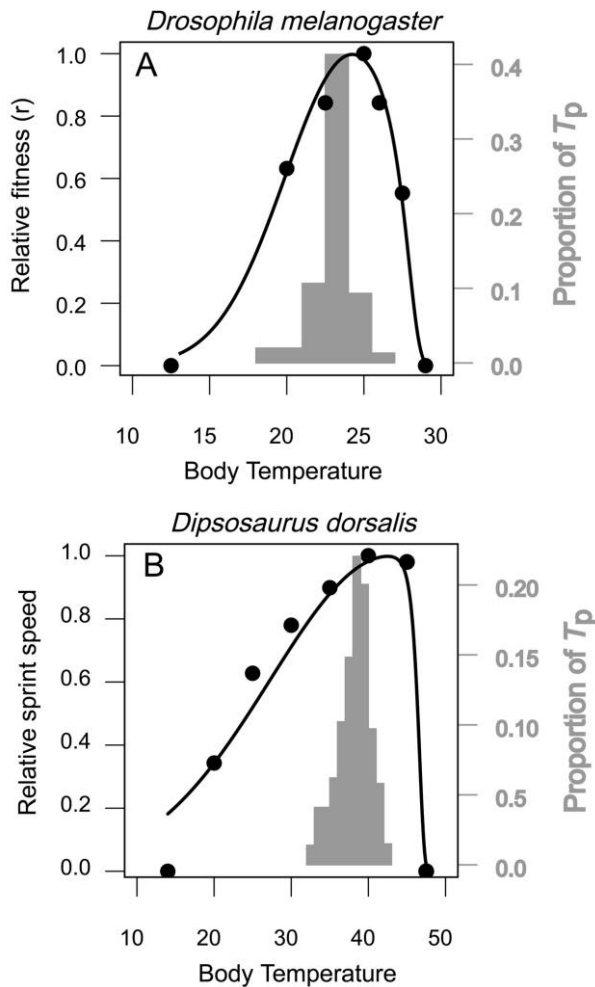 Drosophila melanogaster
A
Relative fitness (r)
1.0
0.8
0.6
0.4
0.2
0.0
0.4
0.3
0.2
0.1
0.0
Proportion of Tp
10 15 20 25 30
Body Temperature
Dipsosaurus dorsalis
B
Relative sprint speed
1.0
0.8
0.6
0.4
0.2
0.0
0.20
0.15
0.10
0.5
0.0
Proportion of Tp
10 20 30 40 50
Body Temperature